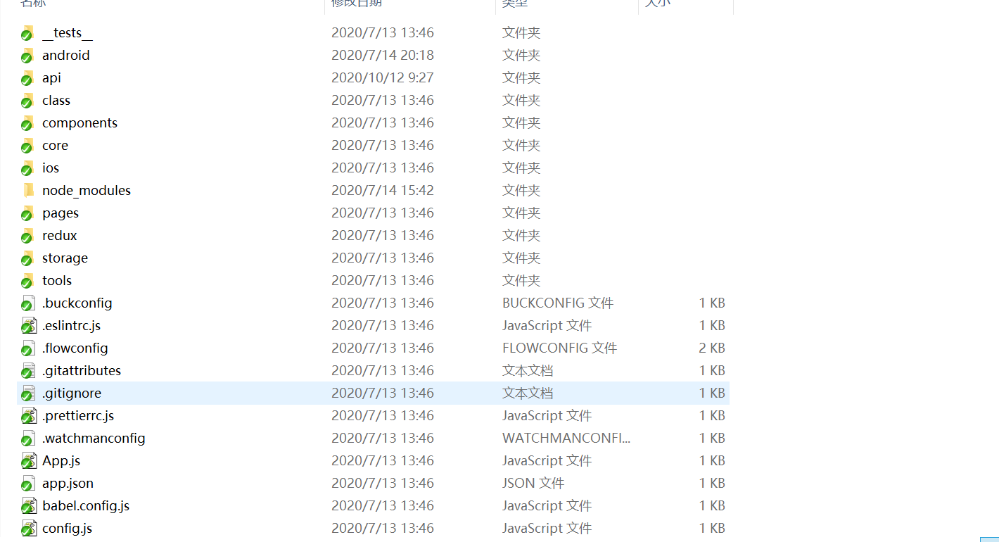 名称 修改日期 类型 大小
__tests__ 2020/7/13 13:46 文件夹
android 2020/7/14 20:18 文件夹
api 2020/10/12 9:27 文件夹
class 2020/7/13 13:46 文件夹
components 2020/7/13 13:46 文件夹
core 2020/7/13 13:46 文件夹
ios 2020/7/13 13:46 文件夹
node_modules 2020/7/14 15:42 文件夹
pages 2020/7/13 13:46 文件夹
redux 2020/7/13 13:46 文件夹
storage 2020/7/13 13:46 文件夹
tools 2020/7/13 13:46 文件夹
.buckconfig 2020/7/13 13:46 BUCKCONFIG 文件 1 KB
.eslintrc.js 2020/7/13 13:46 JavaScript 文件 1 KB
.flowconfig 2020/7/13 13:46 FLOWCONFIG 文件 2 KB
.gitattributes 2020/7/13 13:46 文本文档 1 KB
.gitignore 2020/7/13 13:46 文本文档 1 KB
.prettierrc.js 2020/7/13 13:46 JavaScript 文件 1 KB
.watchmanconfig 2020/7/13 13:46 WATCHMANCONFI... 1 KB
App.js 2020/7/13 13:46 JavaScript 文件 1 KB
app.json 2020/7/13 13:46 JSON 文件 1 KB
babel.config.js 2020/7/13 13:46 JavaScript 文件 1 KB
config.js 2020/7/13 13:46 JavaScript 文件 1 KB